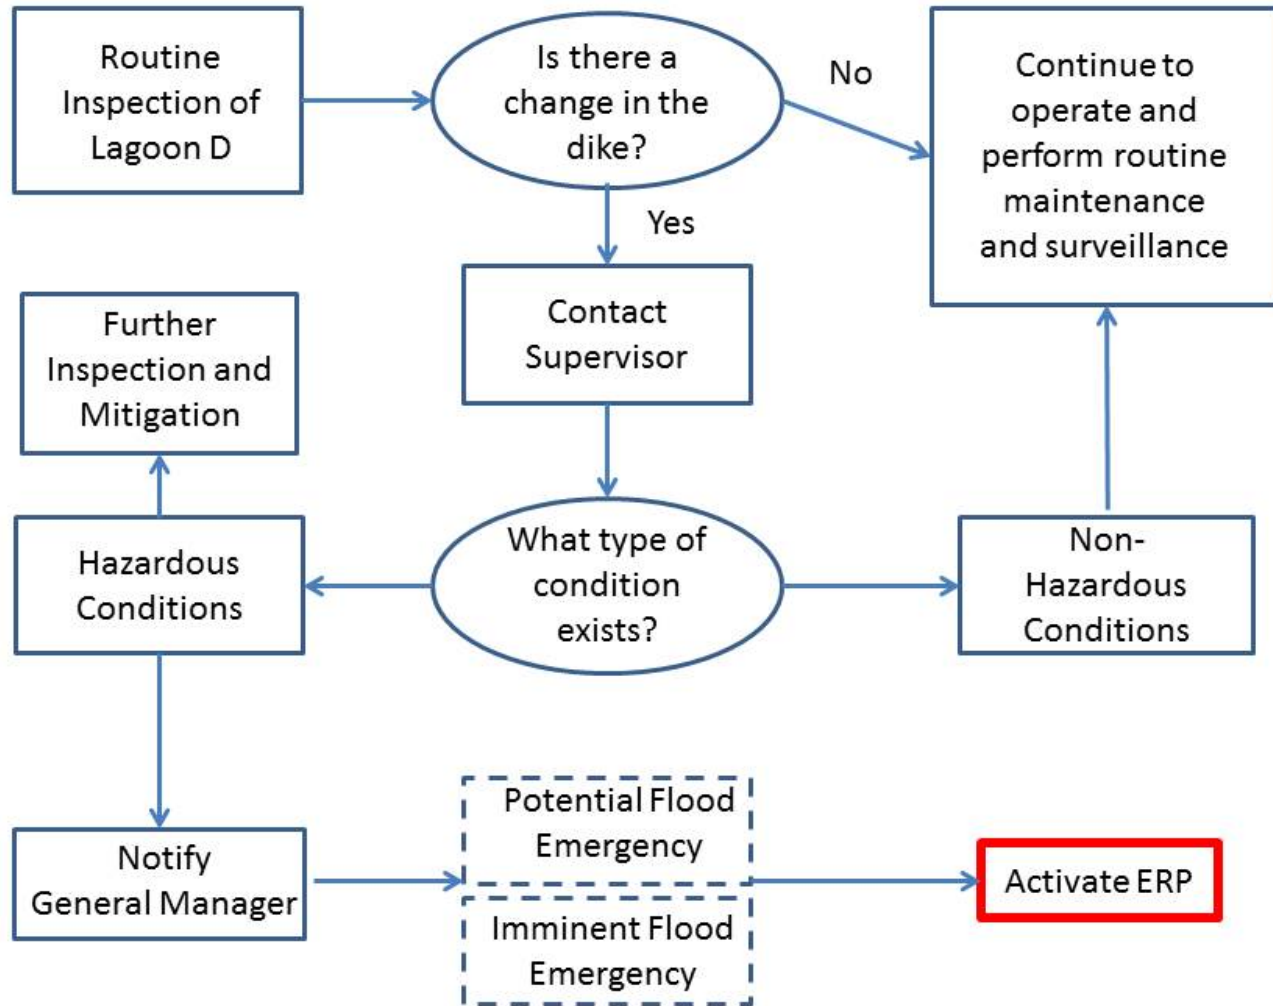 Routine
Inspection of
Lagoon D
Is there a
change in the
dike?
No
Continue to
operate and
perform routine
maintenance
and surveillance
Yes
Contact
Supervisor
Further
Inspection and
Mitigation
Hazardous
Conditions
What type of
condition
exists?
Non-
Hazardous
Conditions
Notify
General Manager
Potential Flood
Emergency
Imminent Flood
Emergency
Activate ERP